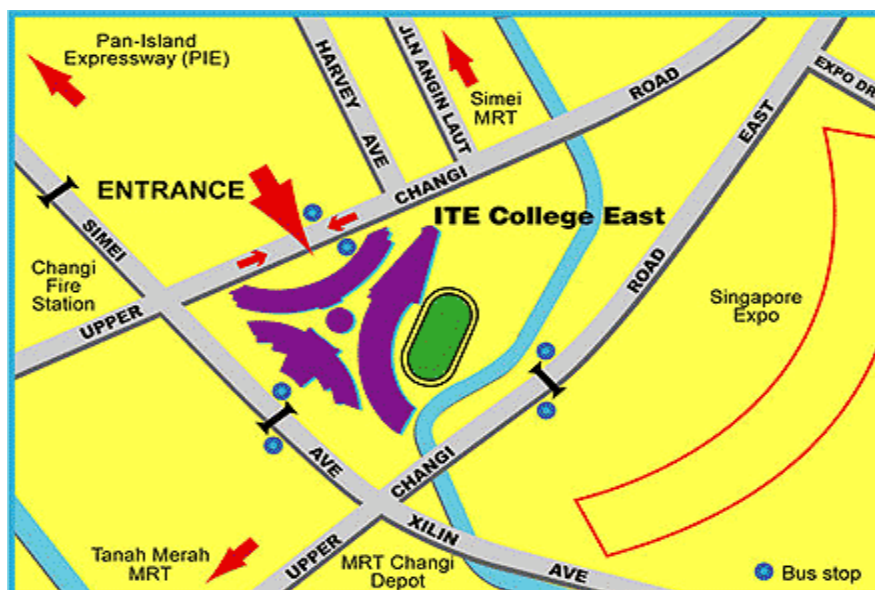 Pan-Island
Expressway (PIE)
HARVEY AVE
JLN ANGIN LAUT
Simei
MRT
UPPER CHANGI ROAD
EXPO DR
ENTRANCE
ITE College East
SIMEI AVE
Changi
Fire
Station
UPPER CHANGI ROAD EAST
Singapore
Expo
XILIN AVE
Tanah Merah
MRT
MRT Changi
Depot
Bus stop